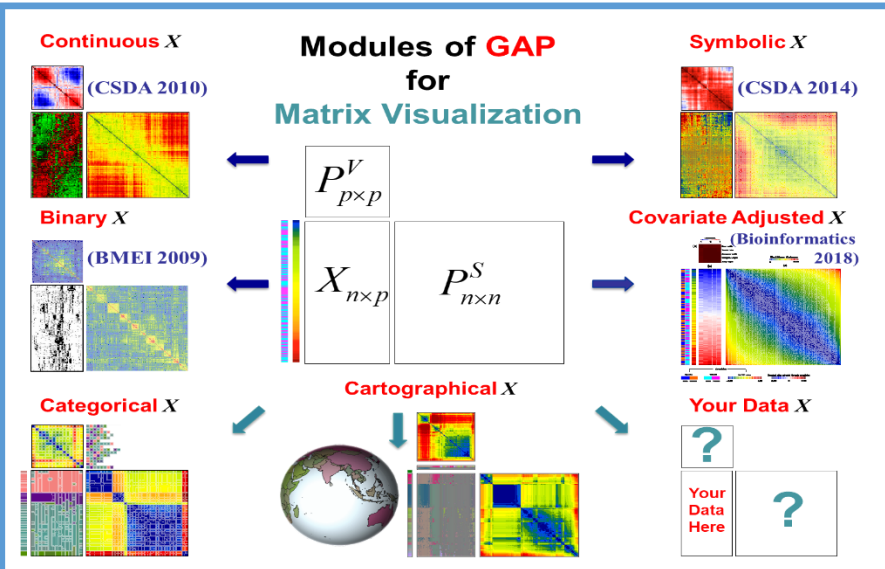 Continuous X
(CSDA 2010)
Modules of GAP
for
Matrix Visualization
Symbolic X
(CSDA 2014)
P^V_{p×p}
Binary X
(BMEI 2009)
X_{n×p}
P^S_{n×n}
Covariate Adjusted X
(Bioinformatics
2018)
Categorical X
Cartographical X
Your Data X
?
Your
Data
Here
?